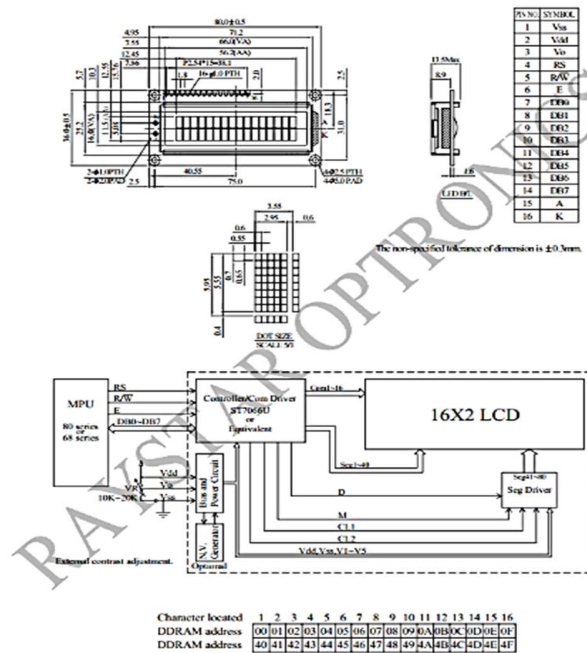 80.0±0.5
4.95 71.2
7.55 66.0(VA)
12.45 56.2(AA)
7.56 P2.54*15=38.1
1.8 16-φ1.0 PTH 2.0
2.5
5.7
10.3
12.55
15.76
36.0±0.5
25.2
16.0(VA)
5.08
10.3
31.0
2-φ1.0PTH
40.55
4-φ2.5 PTH
2.5 75.0 4-φ5.0 PAD
13.5Max
8.9
1.6
PIN NO. SYMBOL
1 Vss
2 Vdd
3 Vo
4 RS
5 R/W
6 E
7 DB0
8 DB1
9 DB2
10 DB3
11 DB4
12 DB5
13 DB6
14 DB7
15 A
16 K
The non-specified tolerance of dimension is ±0.3mm.
3.55
2.95 0.6
0.6
0.55
5.95
5.55
0.7
0.65
0.4
DOT SIZE
SCALE 5/1
MPU
80 series
or
68 series
RS
R/W
E
DB0~DB7
Controller/Com Driver
ST7066U
or
Equivalent
Com1~16
16X2 LCD
Seg1~40
Seg41~80
Seg Driver
D
M
CL1
CL2
Vdd,Vss,V1~V5
Vdd
Vo
Vss
VR
10K~20K
Bias and
Power Circuit
N.V.
Generator
Optional
External contrast adjustment.
Character located 1 2 3 4 5 6 7 8 9 10 11 12 13 14 15 16
DDRAM address 00 01 02 03 04 05 06 07 08 09 0A 0B 0C 0D 0E 0F
DDRAM address 40 41 42 43 44 45 46 47 48 49 4A 4B 4C 4D 4E 4F
RAYSTAR OPTRONICS